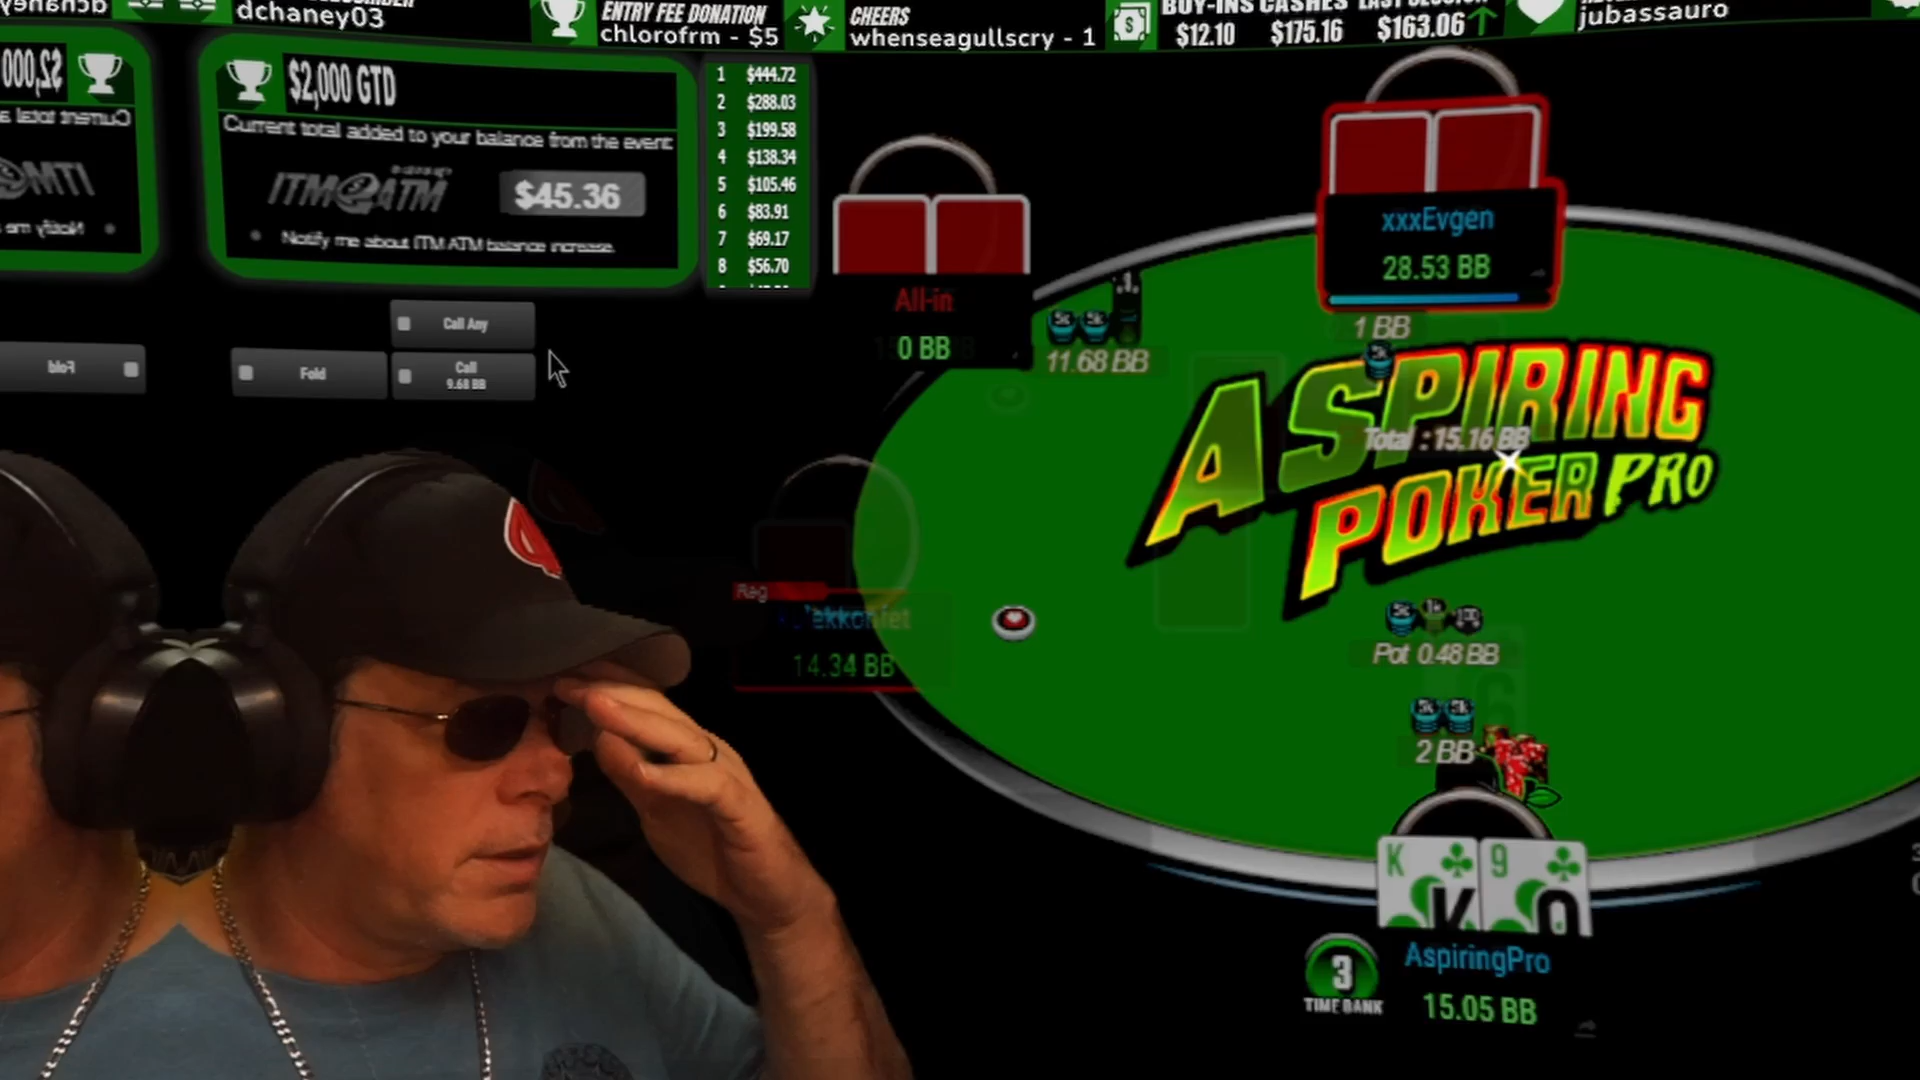 dchaney03
ENTRY FEE DONATION
chlorofrm - $5
CHEERS
whenseagullscry - 1
BUY-INS CASHES LAST SESSION
$12.10 $175.16 $163.06
jubassauro
$2,000 GTD
Current total added to your balance from the event:
ITM ATM
$45.36
Notify me about ITM ATM balance increase.
1 $444.72
2 $288.03
3 $199.58
4 $138.34
5 $105.46
6 $83.91
7 $69.17
8 $56.70
Call Any
Fold
Call
9.68 BB
All-in
0 BB
11.68 BB
xxxEvgen
28.53 BB
1 BB
ASPIRING
POKER PRO
Total : 15.16 BB
Reg
14.34 BB
Pot 0.48 BB
2 BB
K 9
3
TIME BANK
AspiringPro
15.05 BB